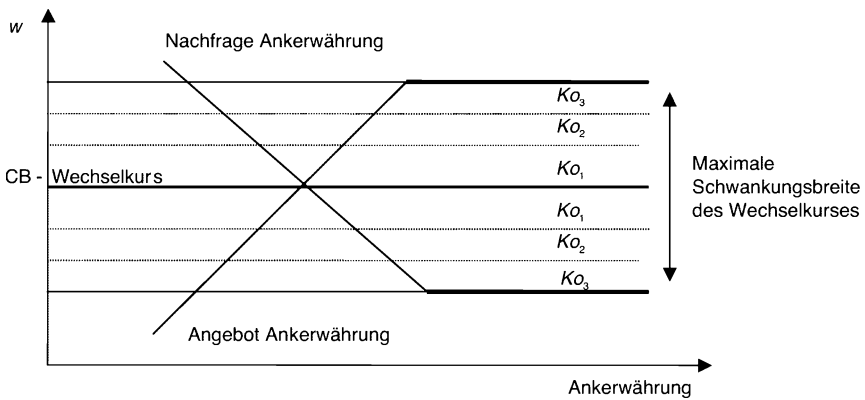 w
Nachfrage Ankerwährung
Ko₃
Ko₂
CB - Wechselkurs
Ko₁
Maximale
Schwankungsbreite
des Wechselkurses
Ko₁
Ko₂
Ko₃
Angebot Ankerwährung
Ankerwährung